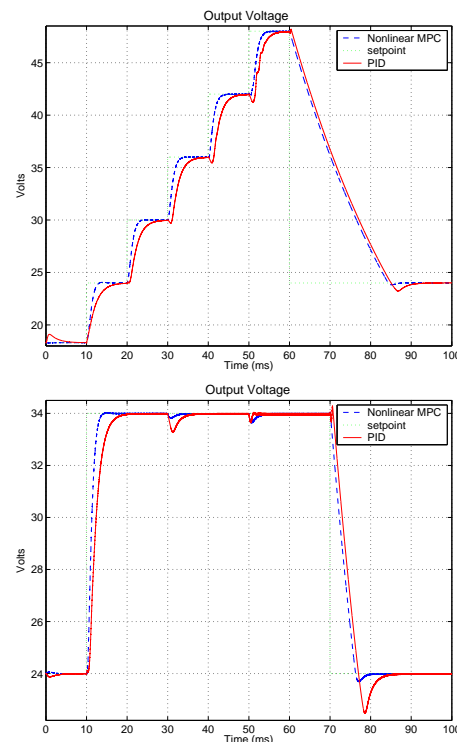 Output Voltage
Nonlinear MPC
setpoint
PID
Volts
45
40
35
30
25
20
0
10
20
30
40
50
60
70
80
90
100
Time (ms)
Output Voltage
Nonlinear MPC
setpoint
PID
Volts
34
32
30
28
26
24
0
10
20
30
40
50
60
70
80
90
100
Time (ms)